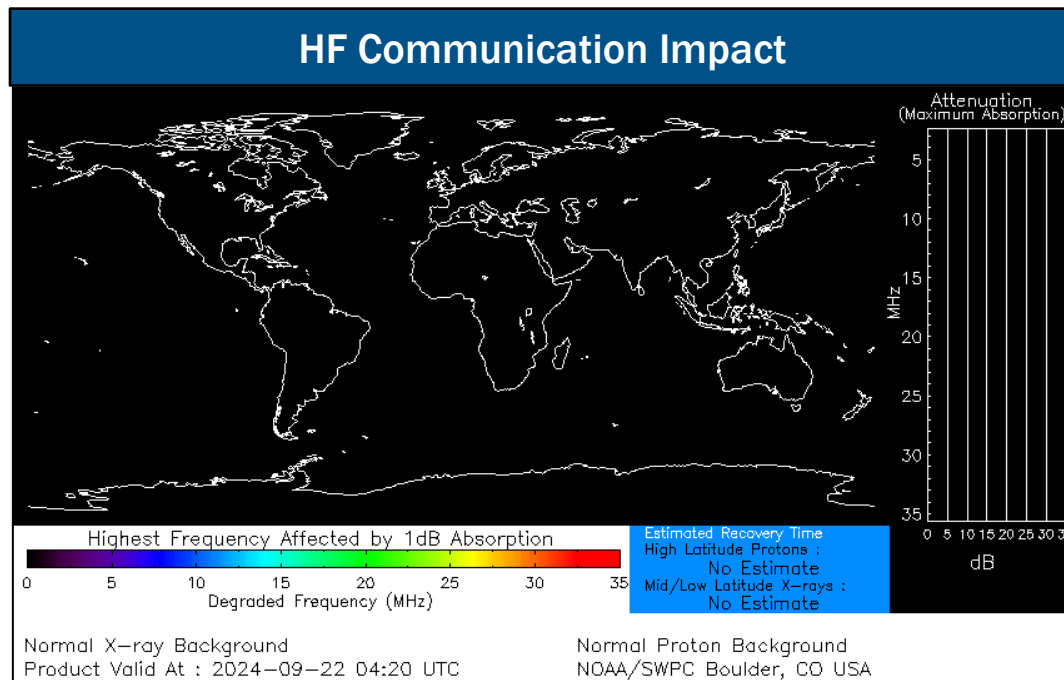 HF Communication Impact
Attenuation
(Maximum Absorption)
5
10
15
20
25
30
35
MHz
0 5 10 15 20 25 30 3
dB
Highest Frequency Affected by 1dB Absorption
0 5 10 15 20 25 30 35
Degraded Frequency (MHz)
Estimated Recovery Time
High Latitude Protons :
No Estimate
Mid/Low Latitude X-rays :
No Estimate
Normal X-ray Background
Product Valid At : 2024-09-22 04:20 UTC
Normal Proton Background
NOAA/SWPC Boulder, CO USA